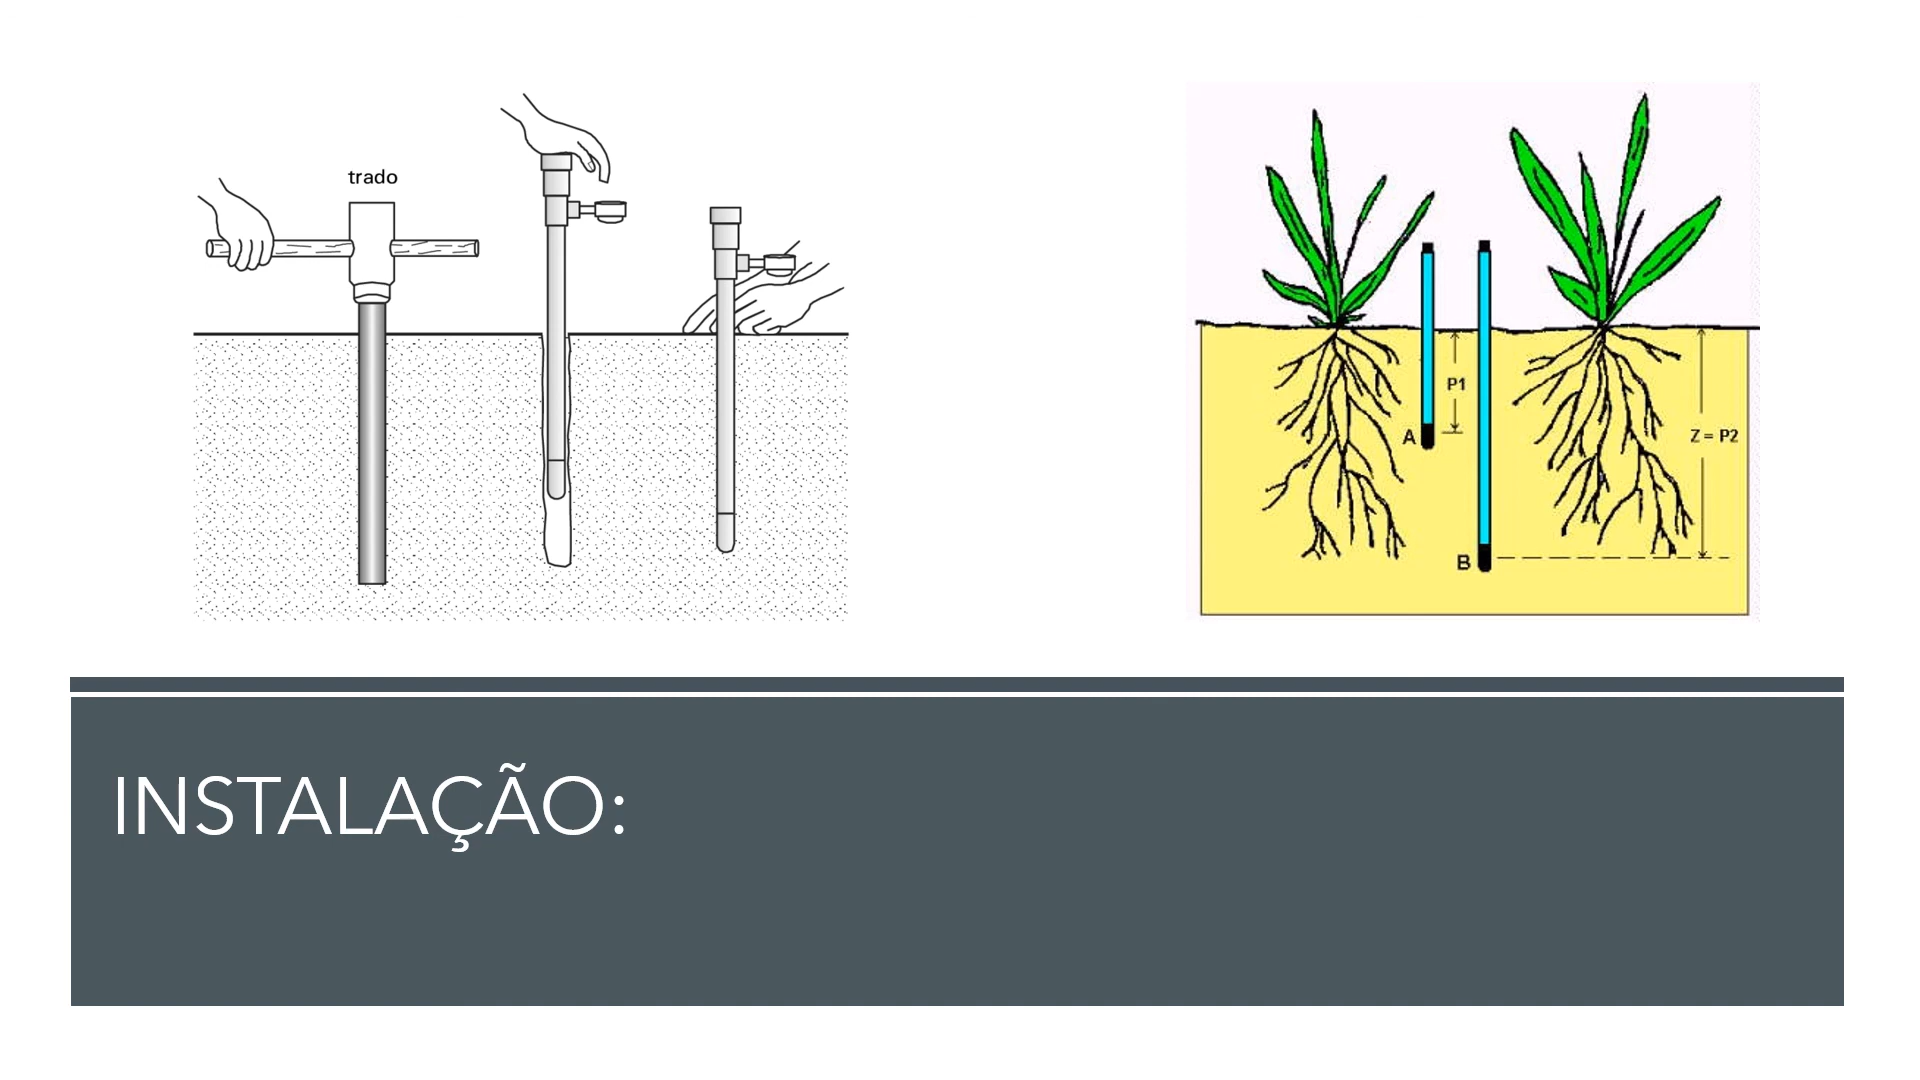 trado
P1
A
Z = P2
B
INSTALAÇÃO: